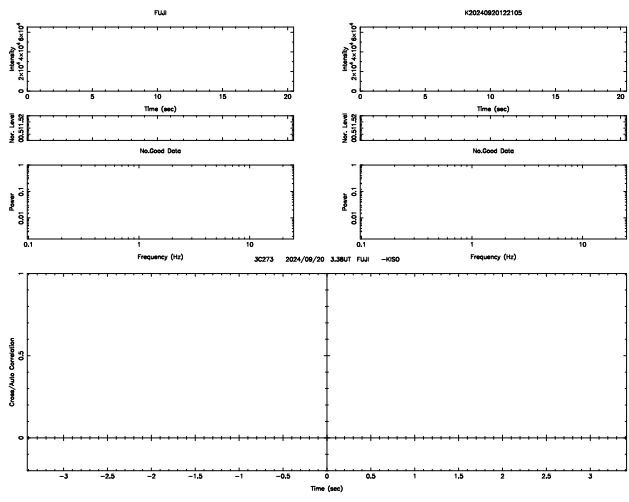 FUJI
K20240920122105
Intensity
0 2×10⁴ 4×10⁴ 6×10⁴
0 5 10 15 20
Time (sec)
Intensity
0 2×10⁴ 4×10⁴ 6×10⁴
0 5 10 15 20
Time (sec)
Nor. Level
00.511.52
No.Good Data
Nor. Level
00.511.52
No.Good Data
Power
1
0.1
0.01
0.1 1 10
Frequency (Hz)
Power
1
0.1
0.01
0.1 1 10
Frequency (Hz)
3C273 2024/09/20 3.38UT FUJI -KISO
Cross/Auto Correlation
1
0.5
0
-3 -2.5 -2 -1.5 -1 -0.5 0 0.5 1 1.5 2 2.5 3
Time (sec)